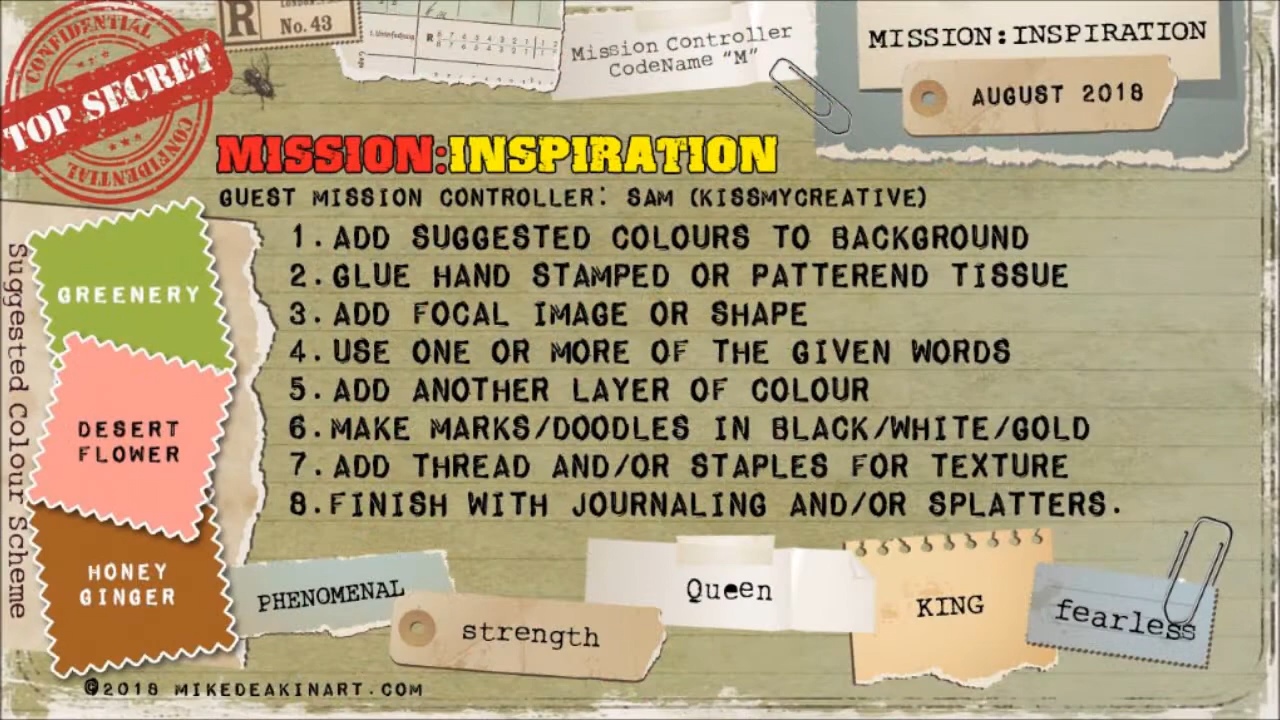 CONFIDENTIAL
TOP SECRET
CONFIDENTIAL
R
No. 43
Mission Controller
CodeName “M”
MISSION:INSPIRATION
AUGUST 2018
MISSION:INSPIRATION
GUEST MISSION CONTROLLER: SAM (KISSMYCREATIVE)
1. ADD SUGGESTED COLOURS TO BACKGROUND
2. GLUE HAND STAMPED OR PATTEREND TISSUE
3. ADD FOCAL IMAGE OR SHAPE
4. USE ONE OR MORE OF THE GIVEN WORDS
5. ADD ANOTHER LAYER OF COLOUR
6. MAKE MARKS/DOODLES IN BLACK/WHITE/GOLD
7. ADD THREAD AND/OR STAPLES FOR TEXTURE
8. FINISH WITH JOURNALING AND/OR SPLATTERS.
Suggested Colour Scheme
GREENERY
DESERT
FLOWER
HONEY
GINGER
PHENOMENAL
strength
Queen
KING
fearless
©2018 MIKEDEAKINART.COM